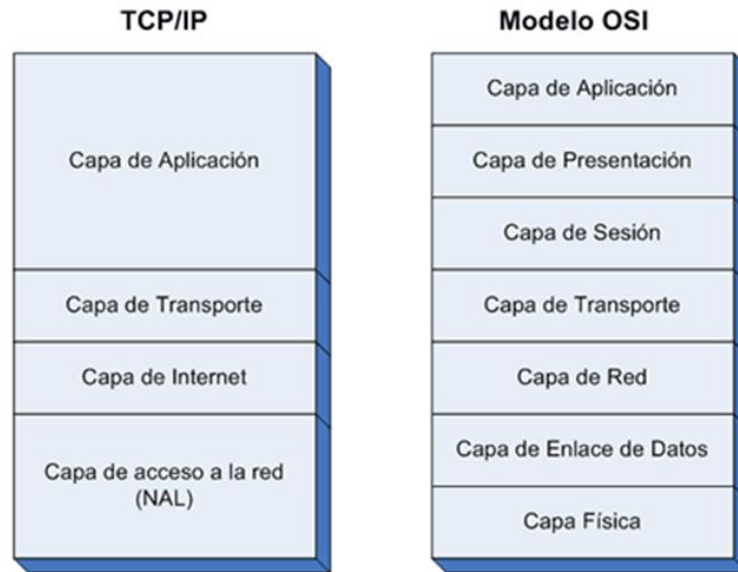 TCP/IP
Capa de Aplicación
Capa de Transporte
Capa de Internet
Capa de acceso a la red
(NAL)
Modelo OSI
Capa de Aplicación
Capa de Presentación
Capa de Sesión
Capa de Transporte
Capa de Red
Capa de Enlace de Datos
Capa Física